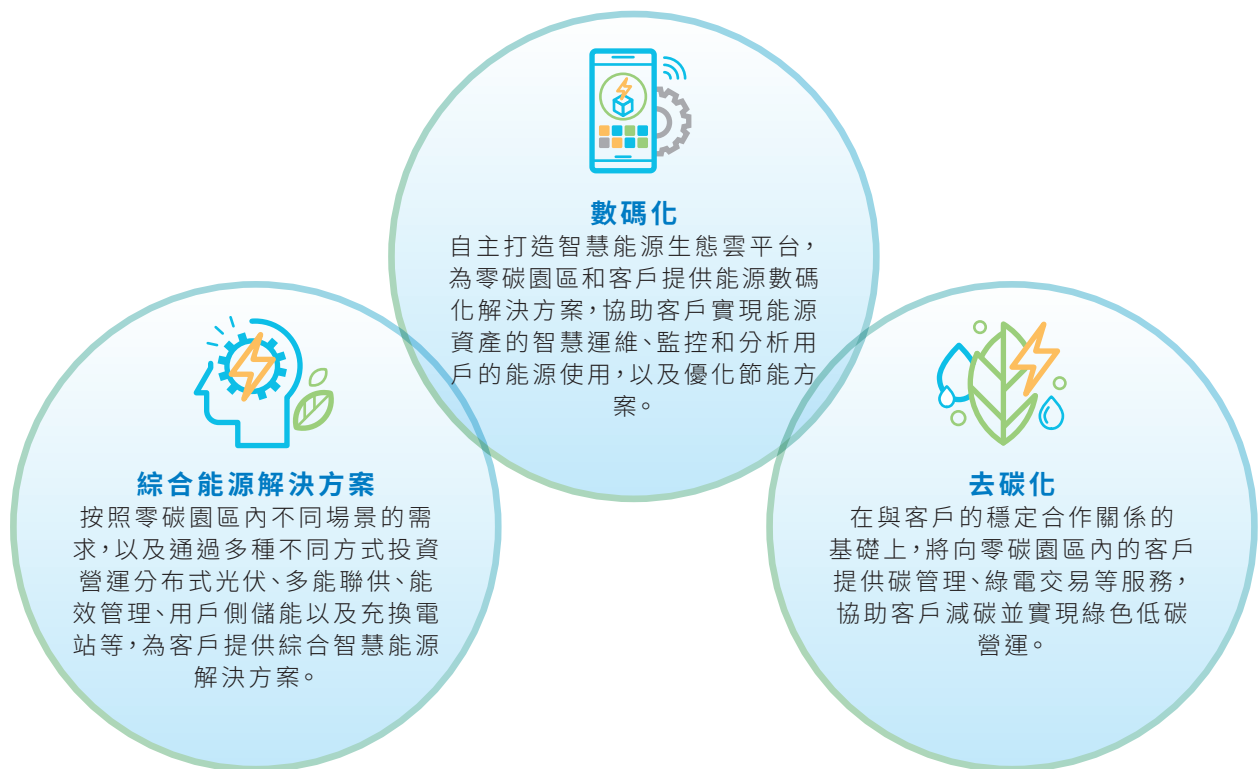 數碼化
自主打造智慧能源生態雲平台，
為零碳園區和客戶提供能源數碼
化解決方案，協助客戶實現能源
資產的智慧運維、監控和分析用
戶的能源使用，以及優化節能方
案。
綜合能源解決方案
按照零碳園區內不同場景的需
求，以及通過多種不同方式投資
營運分布式光伏、多能聯供、能
效管理、用戶側儲能以及充換電
站等，為客戶提供綜合智慧能源
解決方案。
去碳化
在與客戶的穩定合作關係的
基礎上，將向零碳園區內的客戶
提供碳管理、綠電交易等服務，
協助客戶減碳並實現綠色低碳
營運。